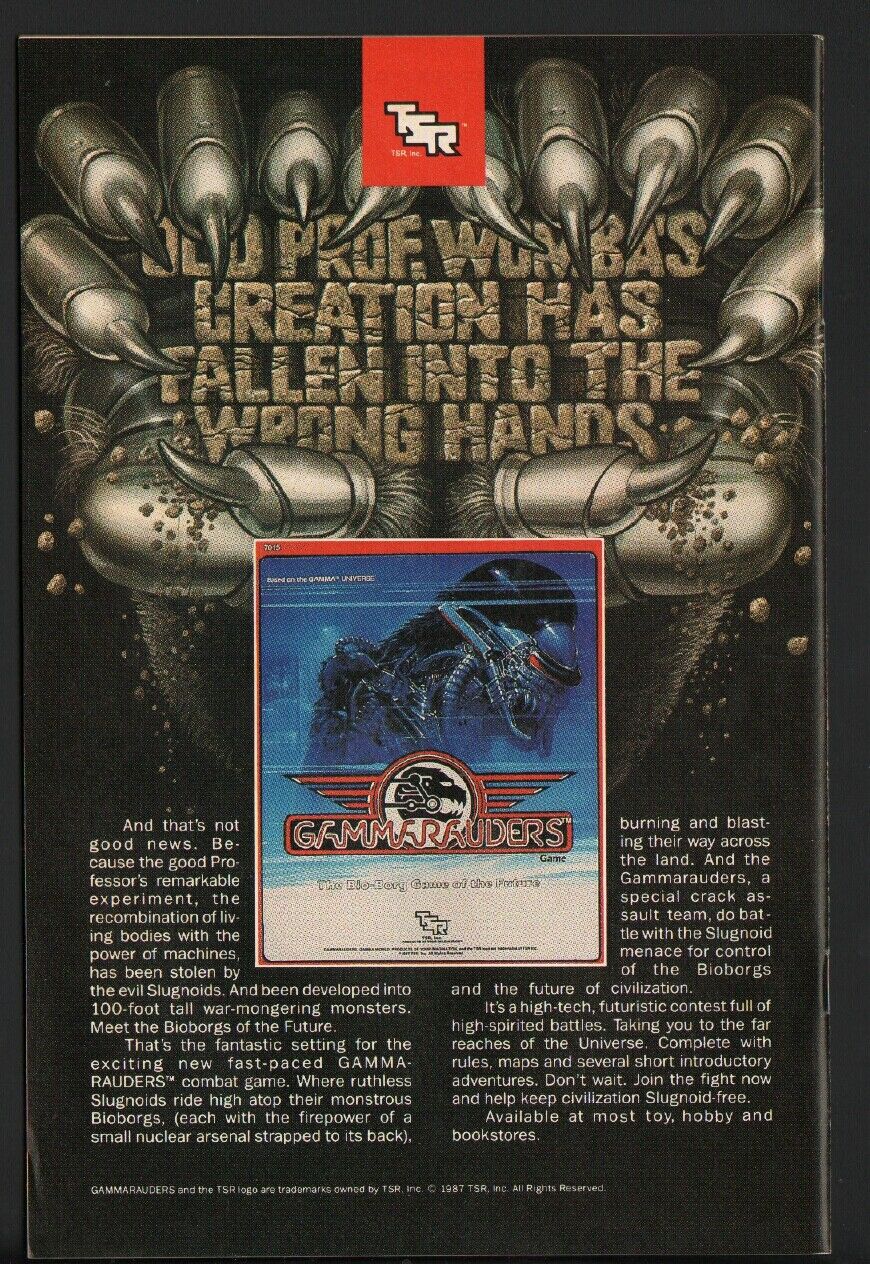 TSR™
TSR, Inc.
OLD PROF. WOMBA'S
CREATION HAS
FALLEN INTO THE
WRONG HANDS.
7015
Based on the GAMMA™ UNIVERSE
GAMMARAUDERS™
Game
The Bio-Borg Game of the Future
TSR
TSR, Inc.
PRODUCTS OF YOUR IMAGINATION™
And that's not
good news. Be-
cause the good Pro-
fessor's remarkable
experiment, the
recombination of liv-
ing bodies with the
power of machines,
has been stolen by
the evil Slugnoids. And been developed into
100-foot tall war-mongering monsters.
Meet the Bioborgs of the Future.
That's the fantastic setting for the
exciting new fast-paced GAMMA-
RAUDERS™ combat game. Where ruthless
Slugnoids ride high atop their monstrous
Bioborgs, (each with the firepower of a
small nuclear arsenal strapped to its back),
burning and blast-
ing their way across
the land. And the
Gammarauders, a
special crack as-
sault team, do bat-
tle with the Slugnoid
menace for control
of the Bioborgs
and the future of civilization.
It's a high-tech, futuristic contest full of
high-spirited battles. Taking you to the far
reaches of the Universe. Complete with
rules, maps and several short introductory
adventures. Don't wait. Join the fight now
and help keep civilization Slugnoid-free.
Available at most toy, hobby and
bookstores.
GAMMARAUDERS and the TSR logo are trademarks owned by TSR, Inc. © 1987 TSR, Inc. All Rights Reserved.